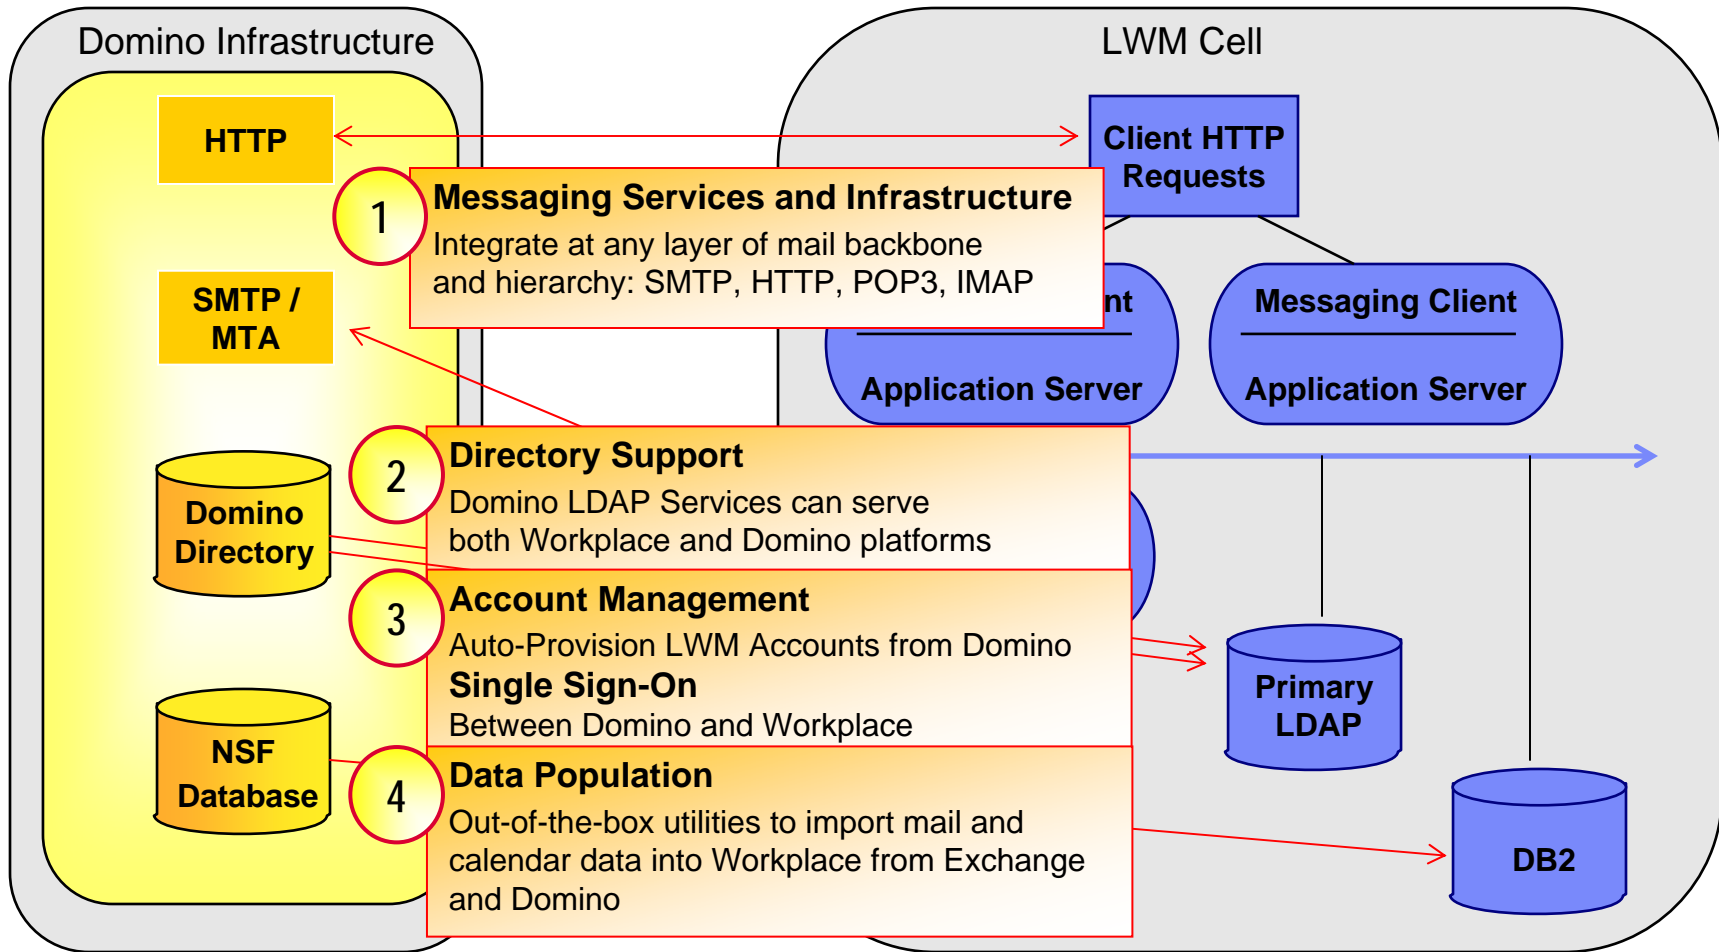 Domino Infrastructure
LWM Cell
HTTP
Client HTTP
Requests
1
Messaging Services and Infrastructure
Integrate at any layer of mail backbone
and hierarchy: SMTP, HTTP, POP3, IMAP
SMTP /
MTA
Messaging Client
Application Server
Application Server
2
Directory Support
Domino LDAP Services can serve
both Workplace and Domino platforms
Domino
Directory
3
Account Management
Auto-Provision LWM Accounts from Domino
Single Sign-On
Between Domino and Workplace
Primary
LDAP
NSF
Database
4
Data Population
Out-of-the-box utilities to import mail and
calendar data into Workplace from Exchange
and Domino
DB2